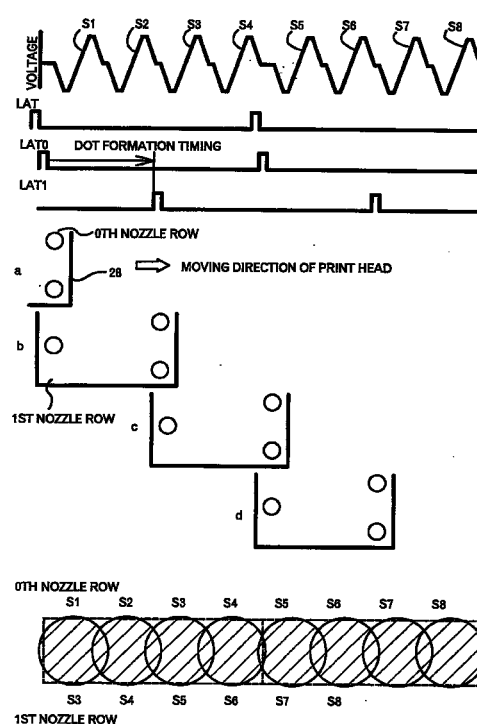 S1 S2 S3 S4 S5 S6 S7 S8
VOLTAGE
LAT
LAT0 DOT FORMATION TIMING
LAT1
0TH NOZZLE ROW
a 28 MOVING DIRECTION OF PRINT HEAD
b
1ST NOZZLE ROW
c
d
0TH NOZZLE ROW
S1 S2 S3 S4 S5 S6 S7 S8
S3 S4 S5 S6 S7 S8
1ST NOZZLE ROW